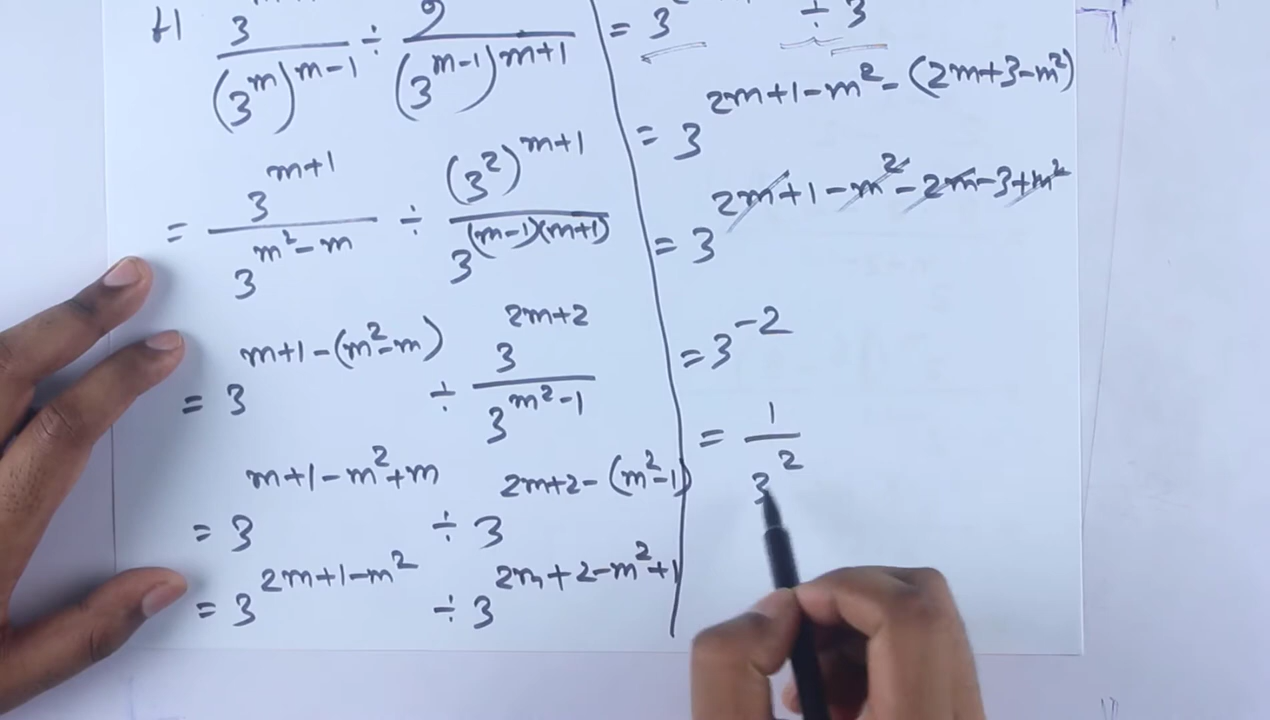 3 ÷ 9
(3^m)^{m-1} (3^{m-1})^{m+1}
= 3^{m+1} / 3^{m²-m} ÷ (3²)^{m+1} / 3^{(m-1)(m+1)}
= 3^{m+1-(m²-m)} ÷ 3^{2m+2} / 3^{m²-1}
= 3^{m+1-m²+m} ÷ 3^{2m+2-(m²-1)}
= 3^{2m+1-m²} ÷ 3^{2m+2-m²+1}
= 3 ÷ 3
= 3^{2m+1-m²-(2m+3-m²)}
= 3^{2m+1-m²-2m-3+m²}
= 3^{-2}
= 1 / 3²